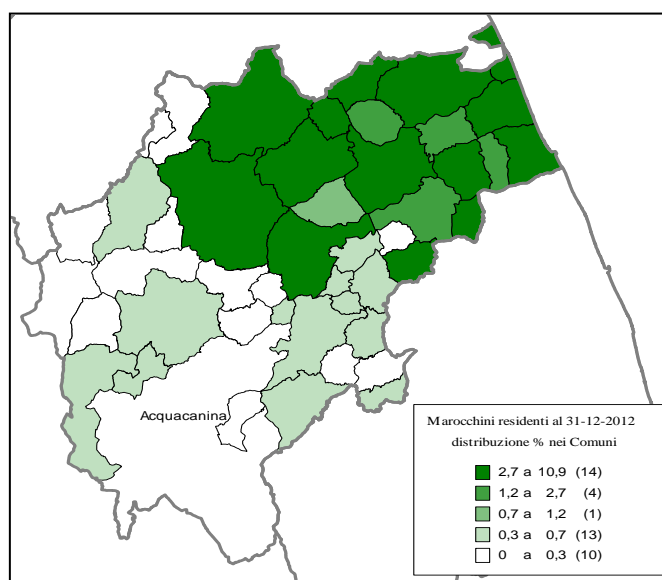 Acquacanina
Marocchini residenti al 31-12-2012
distribuzione % nei Comuni
2,7 a 10,9 (14)
1,2 a 2,7 (4)
0,7 a 1,2 (1)
0,3 a 0,7 (13)
0 a 0,3 (10)